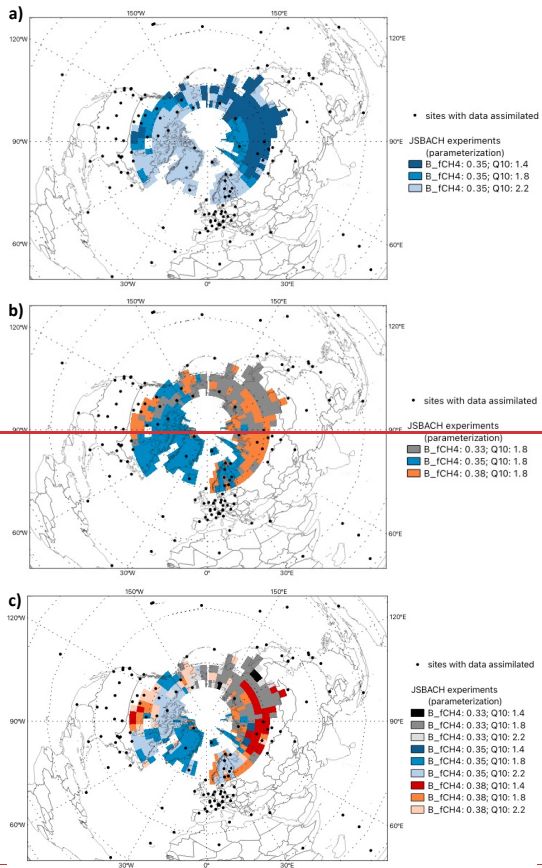 a)
150°W
150°E
120°W
120°E
90°W
90°E
60°W
60°E
30°W
0°
30°E
• sites with data assimilated
JSBACH experiments
(parameterization)
B_fCH4: 0.35; Q10: 1.4
B_fCH4: 0.35; Q10: 1.8
B_fCH4: 0.35; Q10: 2.2
b)
150°W
150°E
120°W
120°E
90°W
90°E
60°W
60°E
30°W
0°
30°E
• sites with data assimilated
JSBACH experiments
(parameterization)
B_fCH4: 0.33; Q10: 1.8
B_fCH4: 0.35; Q10: 1.8
B_fCH4: 0.38; Q10: 1.8
c)
150°W
150°E
120°W
120°E
90°W
90°E
60°W
60°E
30°W
0°
30°E
• sites with data assimilated
JSBACH experiments
(parameterization)
B_fCH4: 0.33; Q10: 1.4
B_fCH4: 0.33; Q10: 1.8
B_fCH4: 0.33; Q10: 2.2
B_fCH4: 0.35; Q10: 1.4
B_fCH4: 0.35; Q10: 1.8
B_fCH4: 0.35; Q10: 2.2
B_fCH4: 0.38; Q10: 1.4
B_fCH4: 0.38; Q10: 1.8
B_fCH4: 0.38; Q10: 2.2